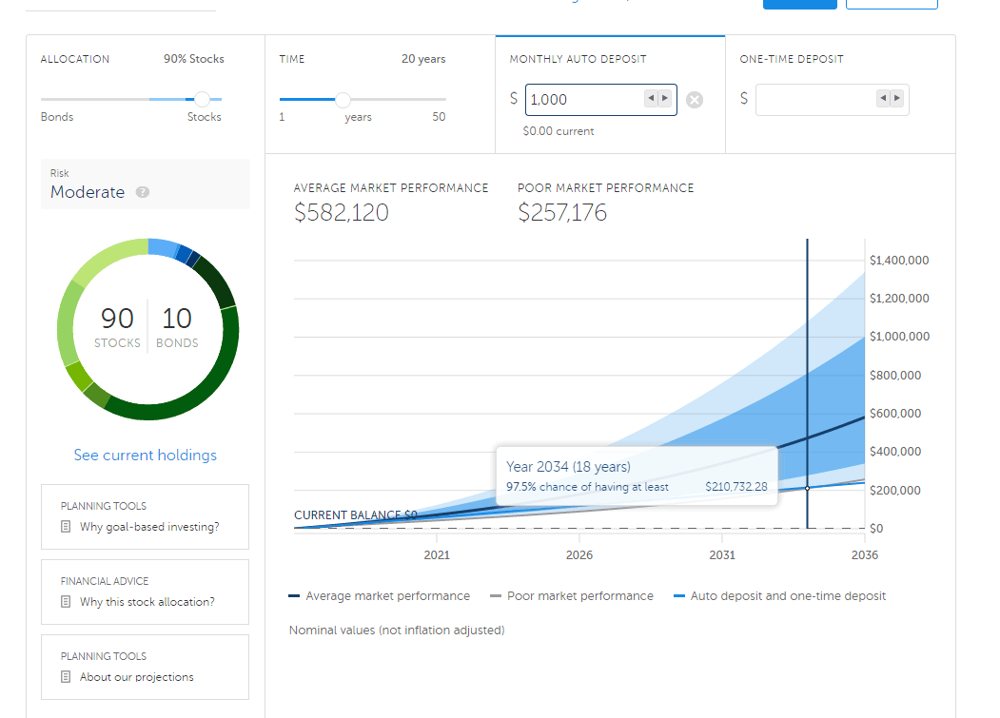 ALLOCATION 90% Stocks
Bonds Stocks
TIME 20 years
1 years 50
MONTHLY AUTO DEPOSIT
$ 1,000
$0.00 current
ONE-TIME DEPOSIT
$
Risk
Moderate ?
90 10
STOCKS BONDS
See current holdings
PLANNING TOOLS
Why goal-based investing?
FINANCIAL ADVICE
Why this stock allocation?
PLANNING TOOLS
About our projections
AVERAGE MARKET PERFORMANCE
$582,120
POOR MARKET PERFORMANCE
$257,176
$1,400,000
$1,200,000
$1,000,000
$800,000
$600,000
$400,000
$200,000
$0
Year 2034 (18 years)
97.5% chance of having at least $210,732.28
CURRENT BALANCE $0
2021 2026 2031 2036
Average market performance Poor market performance Auto deposit and one-time deposit
Nominal values (not inflation adjusted)